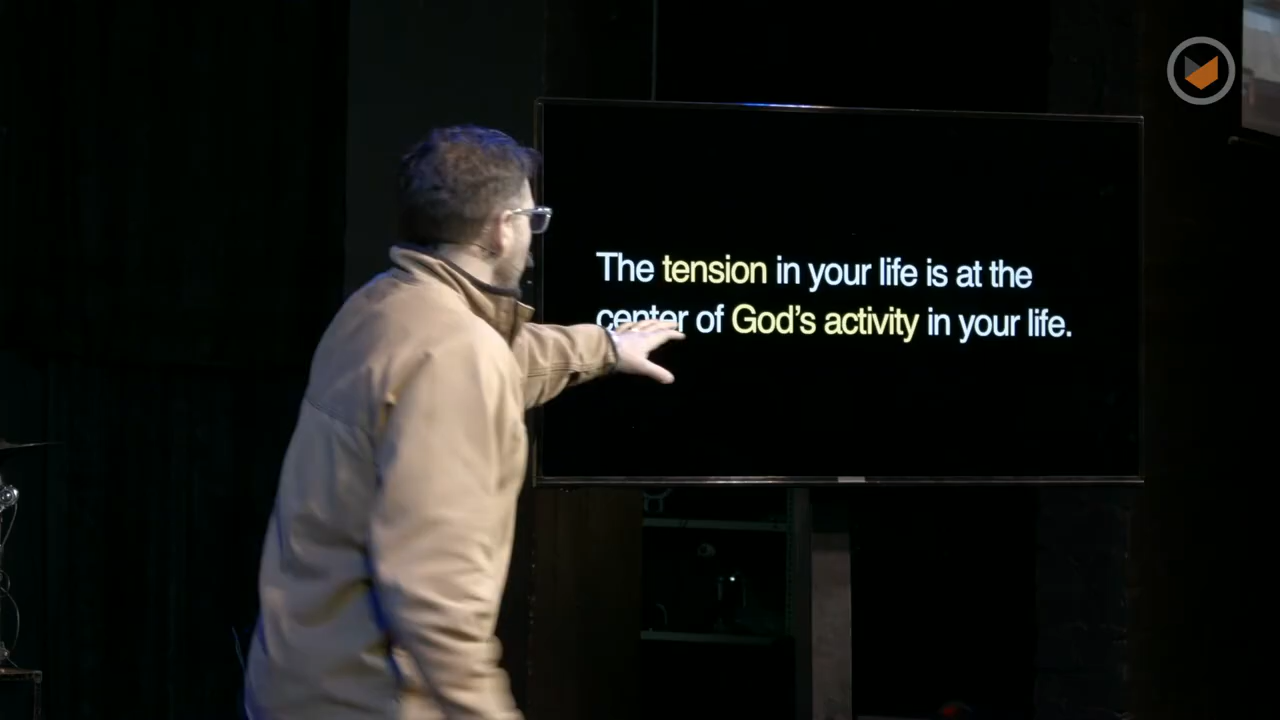 The tension in your life is at the
center of God's activity in your life.